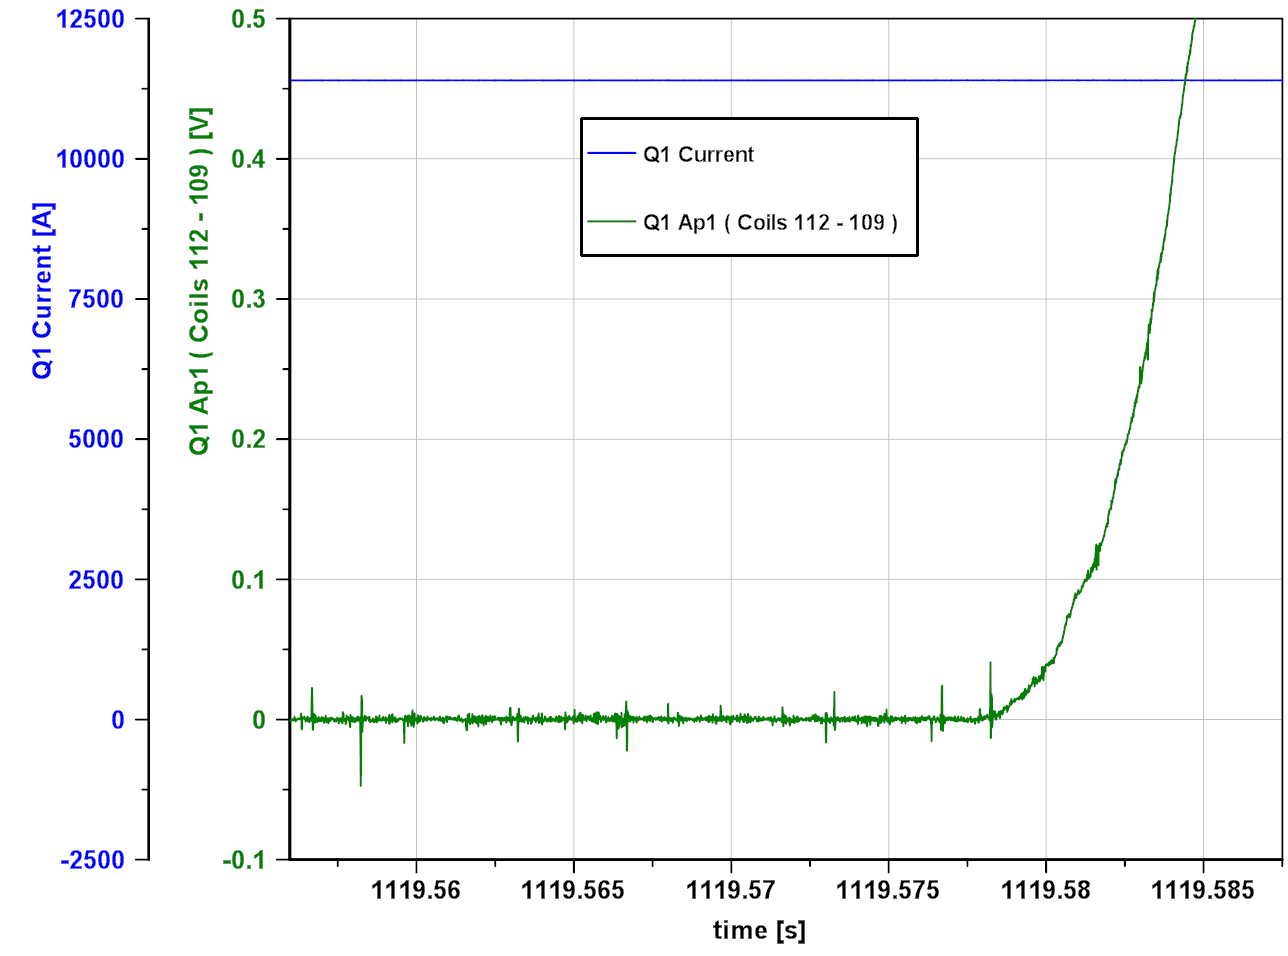 12500
10000
7500
5000
2500
0
-2500
Q1 Current [A]
0.5
0.4
0.3
0.2
0.1
0
-0.1
Q1 Ap1 ( Coils 112 - 109 ) [V]
Q1 Current
Q1 Ap1 ( Coils 112 - 109 )
1119.56 1119.565 1119.57 1119.575 1119.58 1119.585
time [s]